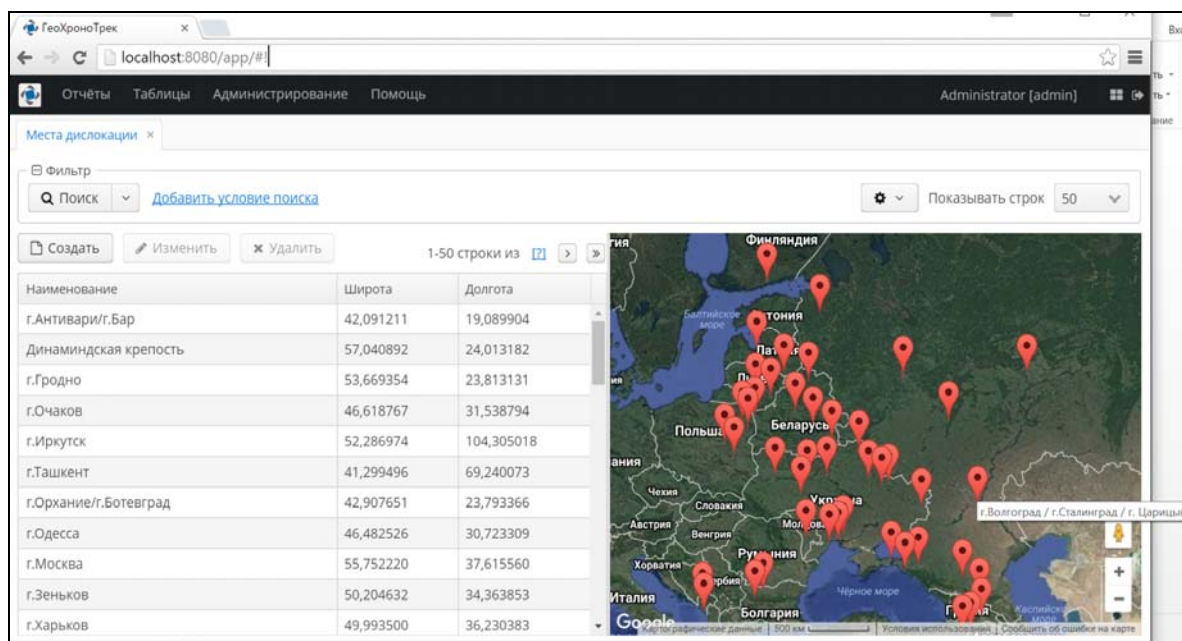 ГеоХроноТрек
localhost:8080/app/#!
Отчёты Таблицы Администрирование Помощь Administrator [admin]
Места дислокации
Фильтр
Поиск Добавить условие поиска Показывать строк 50
Создать Изменить Удалить 1-50 строки из [?]
Наименование Широта Долгота
г.Антивари/г.Бар 42,091211 19,089904
Динаминдская крепость 57,040892 24,013182
г.Гродно 53,669354 23,813131
г.Очаков 46,618767 31,538794
г.Иркутск 52,286974 104,305018
г.Ташкент 41,299496 69,240073
г.Орхание/г.Ботевград 42,907651 23,793366
г.Одесса 46,482526 30,723309
г.Москва 55,752220 37,615560
г.Зеньков 50,204632 34,363853
г.Харьков 49,993500 36,230383
Финляндия
Балтийское море
тония
Польша
Беларусь
Чехия
Словакия
Австрия
Венгрия
Хорватия
Италия
Болгария
Чёрное море
Каспийское море
г.Волгоград / г.Сталинград / г. Царицы
Google
Картографические данные 500 км Условия использования Сообщить об ошибке на карте